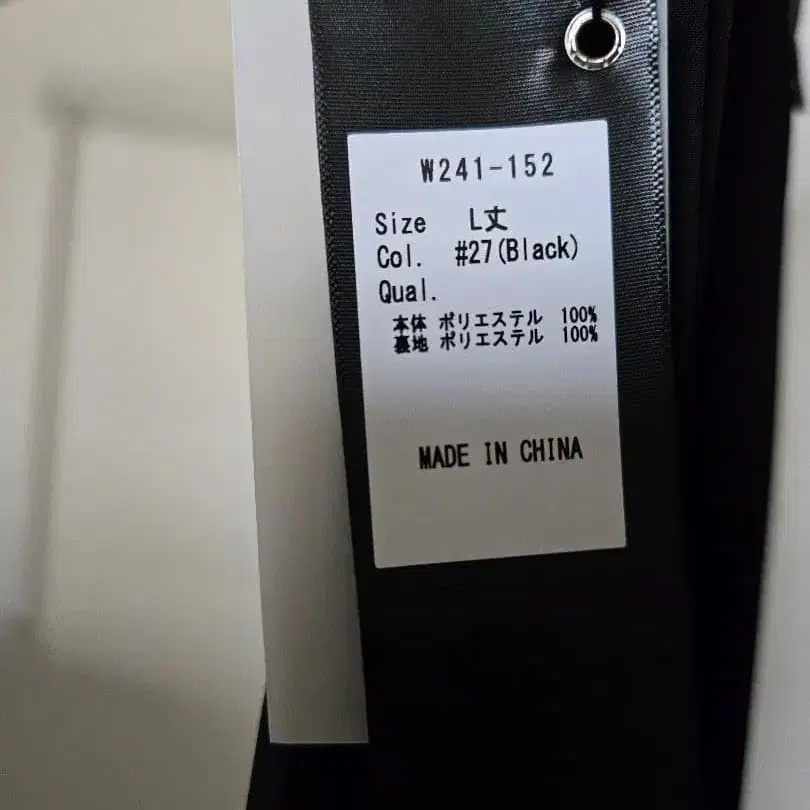 W241-152
Size L丈
Col. #27(Black)
Qual.
本体 ポリエステル 100%
裏地 ポリエステル 100%
MADE IN CHINA